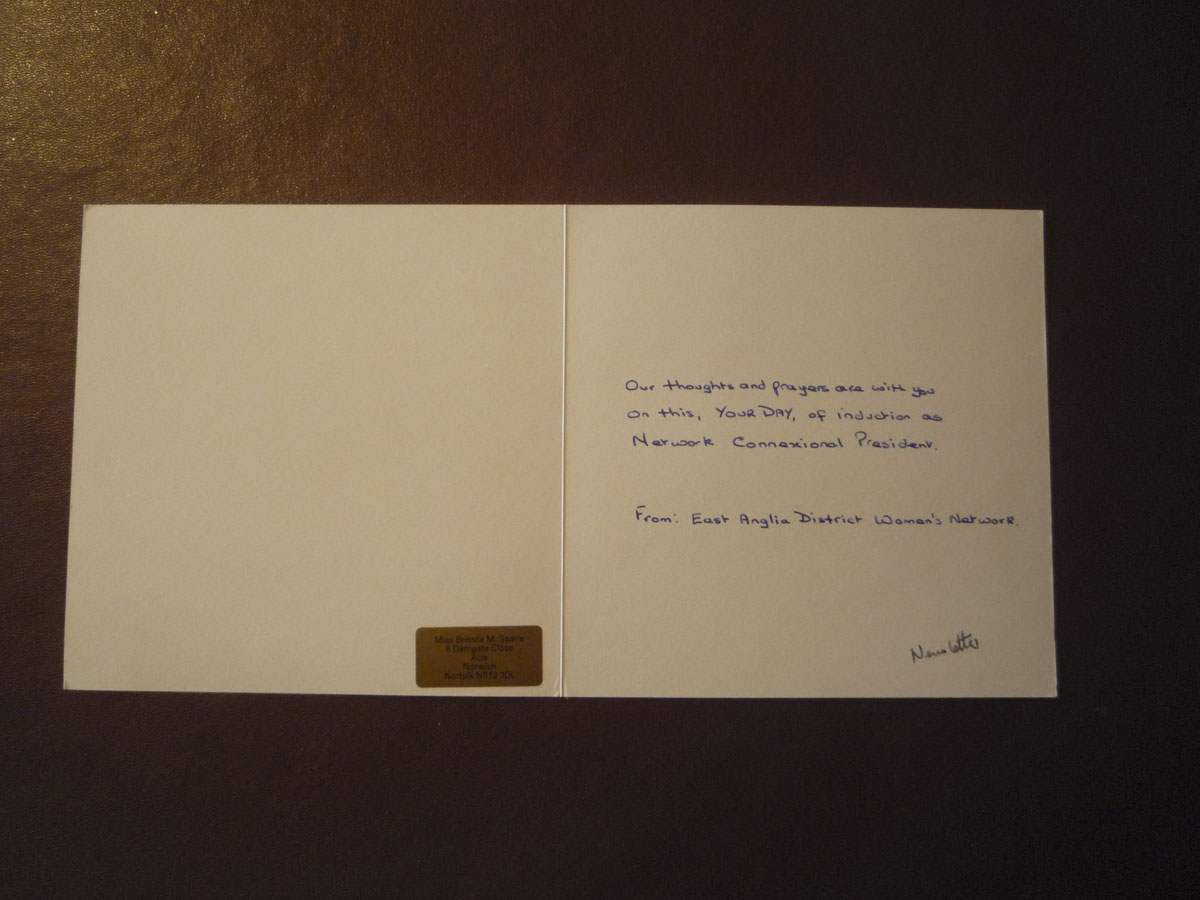 Miss Brenda M. Searle
8 Damgate Close
Acle
Norwich
Norfolk NR13 3DL
Our thoughts and prayers are with you
on this, YOUR DAY, of induction as
Network Connexional President.
From: East Anglia District Women's Network.
Newsletter